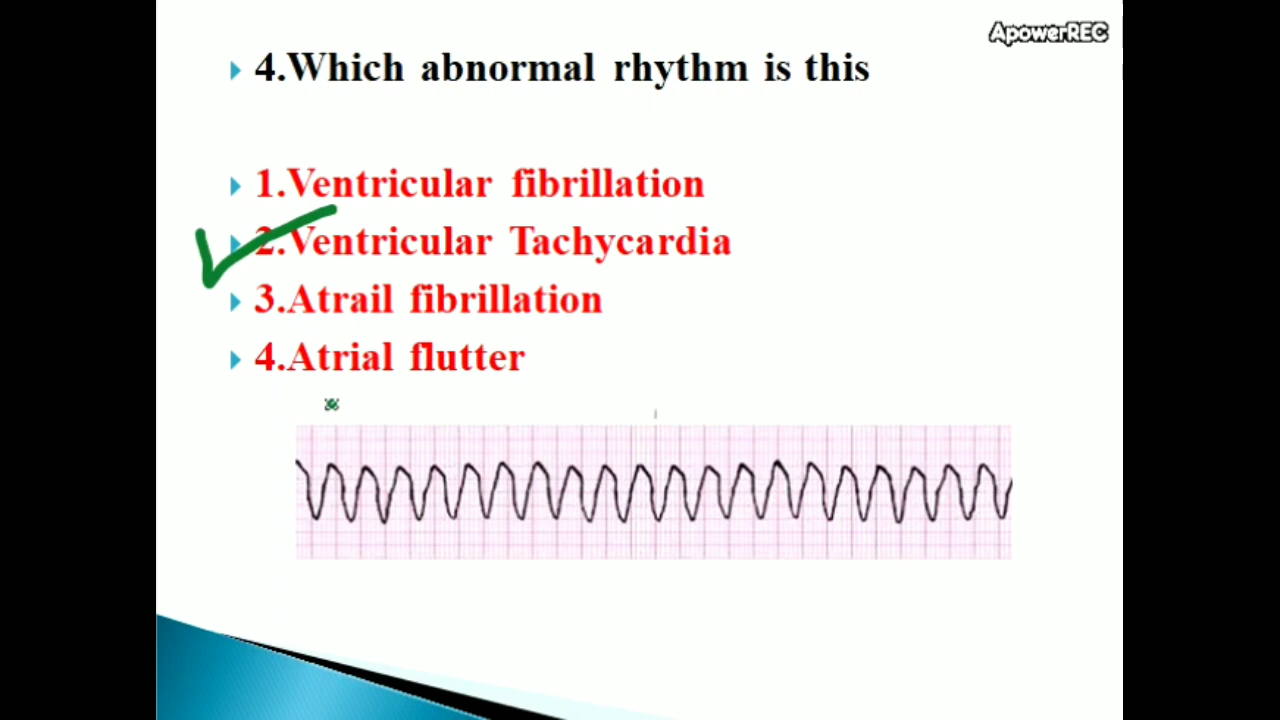 ApowerREC
4.Which abnormal rhythm is this
1.Ventricular fibrillation
2.Ventricular Tachycardia
3.Atrail fibrillation
4.Atrial flutter